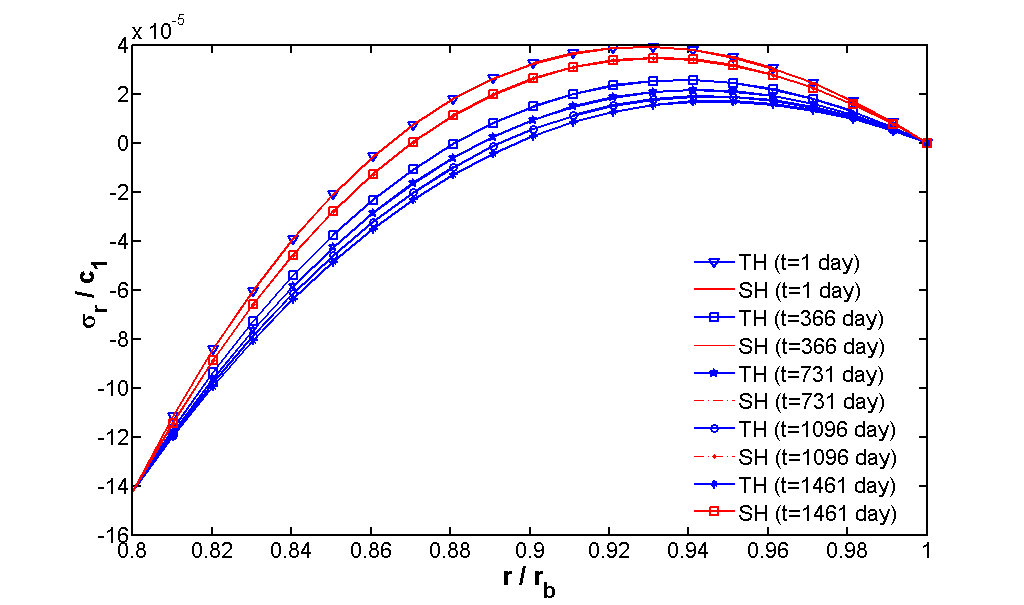 x 10^-5
4
2
0
-2
-4
-6
-8
-10
-12
-14
-16
σr / c1
0.8 0.82 0.84 0.86 0.88 0.9 0.92 0.94 0.96 0.98 1
r / rb
TH (t=1 day)
SH (t=1 day)
TH (t=366 day)
SH (t=366 day)
TH (t=731 day)
SH (t=731 day)
TH (t=1096 day)
SH (t=1096 day)
TH (t=1461 day)
SH (t=1461 day)